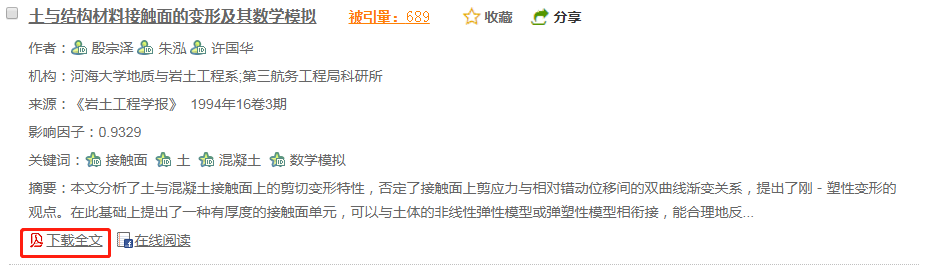 土与结构材料接触面的变形及其数学模拟 被引量：689 收藏 分享
作者： 殷宗泽 朱泓 许国华
机构：河海大学地质与岩土工程系;第三航务工程局科研所
来源：《岩土工程学报》 1994年16卷3期
影响因子：0.9329
关键词： 接触面 土 混凝土 数学模拟
摘要：本文分析了土与混凝土接触面上的剪切变形特性，否定了接触面上剪应力与相对错动位移间的双曲线渐变关系，提出了刚－塑性变形的
观点。在此基础上提出了一种有厚度的接触面单元，可以与土体的非线性弹性模型或弹塑性模型相衔接，能合理地反...
下载全文 在线阅读